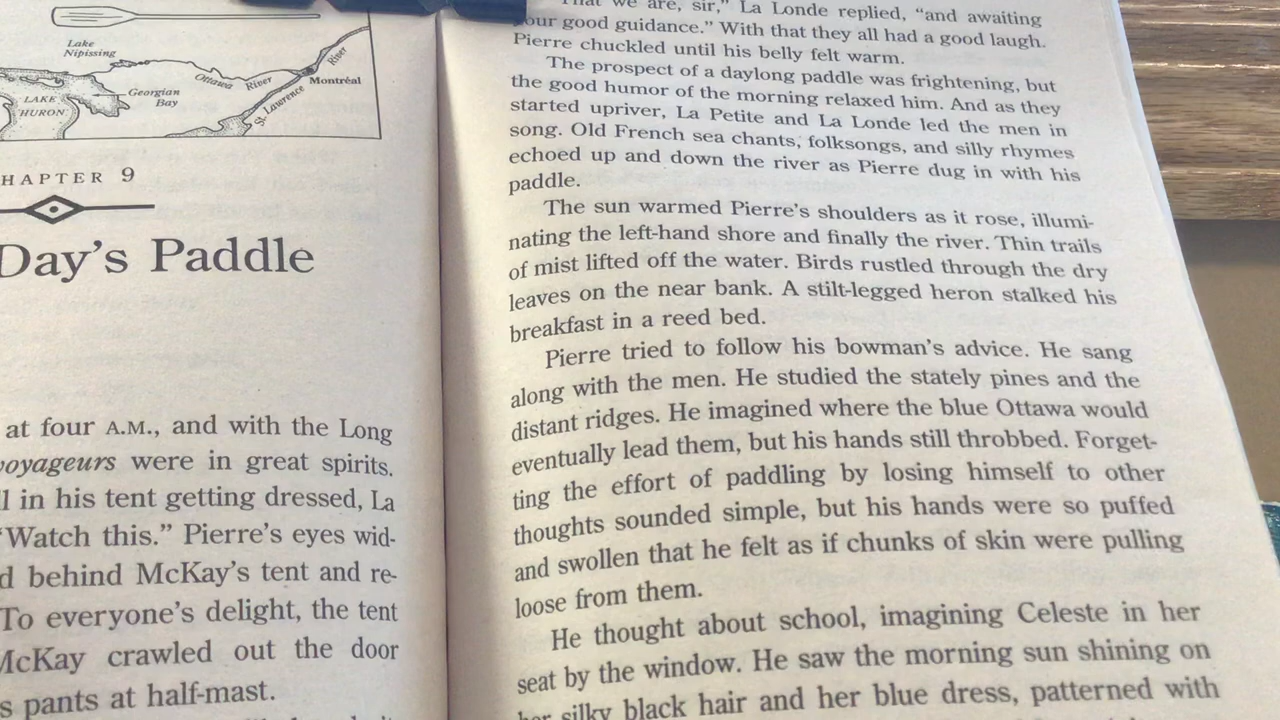 Lake
Nipissing
Ottawa River
River
Montréal
Georgian
Bay
LAKE
HURON
St. Lawrence
HAPTER 9
Day's Paddle
at four A.M., and with the Long
voyageurs were in great spirits.
l in his tent getting dressed, La
"Watch this." Pierre's eyes wid-
d behind McKay's tent and re-
To everyone's delight, the tent
McKay crawled out the door
s pants at half-mast.
That we are, sir," La Londe replied, "and awaiting
your good guidance." With that they all had a good laugh.
Pierre chuckled until his belly felt warm.
The prospect of a daylong paddle was frightening, but
the good humor of the morning relaxed him. And as they
started upriver, La Petite and La Londe led the men in
song. Old French sea chants, folksongs, and silly rhymes
echoed up and down the river as Pierre dug in with his
paddle.
The sun warmed Pierre's shoulders as it rose, illumi-
nating the left-hand shore and finally the river. Thin trails
of mist lifted off the water. Birds rustled through the dry
leaves on the near bank. A stilt-legged heron stalked his
breakfast in a reed bed.
Pierre tried to follow his bowman's advice. He sang
along with the men. He studied the stately pines and the
distant ridges. He imagined where the blue Ottawa would
eventually lead them, but his hands still throbbed. Forget-
ting the effort of paddling by losing himself to other
thoughts sounded simple, but his hands were so puffed
and swollen that he felt as if chunks of skin were pulling
loose from them.
He thought about school, imagining Celeste in her
seat by the window. He saw the morning sun shining on
her silky black hair and her blue dress, patterned with